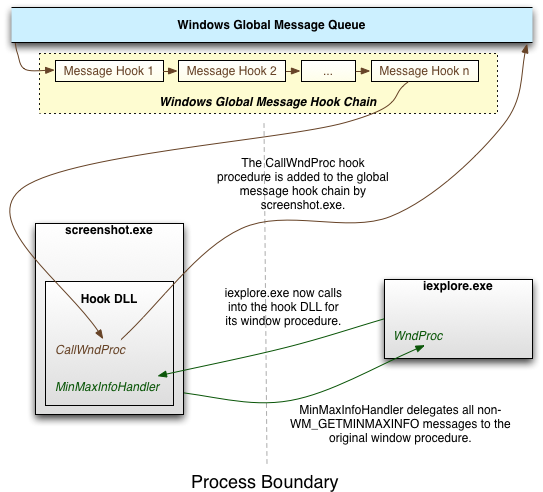 Windows Global Message Queue
Message Hook 1
Message Hook 2
...
Message Hook n
Windows Global Message Hook Chain
The CallWndProc hook
procedure is added to the global
message hook chain by
screenshot.exe.
screenshot.exe
Hook DLL
CallWndProc
MinMaxInfoHandler
iexplore.exe now calls
into the hook DLL for
its window procedure.
iexplore.exe
WndProc
MinMaxInfoHandler delegates all non-
WM_GETMINMAXINFO messages to the
original window procedure.
Process Boundary